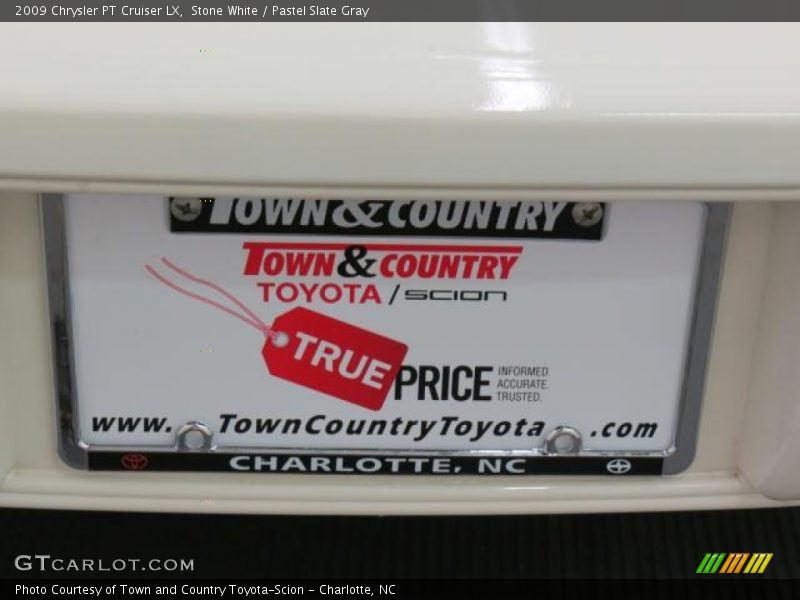 2009 Chrysler PT Cruiser LX, Stone White / Pastel Slate Gray
TOWN & COUNTRY
TOWN & COUNTRY
TOYOTA / SCION
TRUE PRICE
INFORMED.
ACCURATE.
TRUSTED.
www.TownCountryToyota.com
CHARLOTTE, NC
GTCARLOT.COM
Photo Courtesy of Town and Country Toyota-Scion - Charlotte, NC